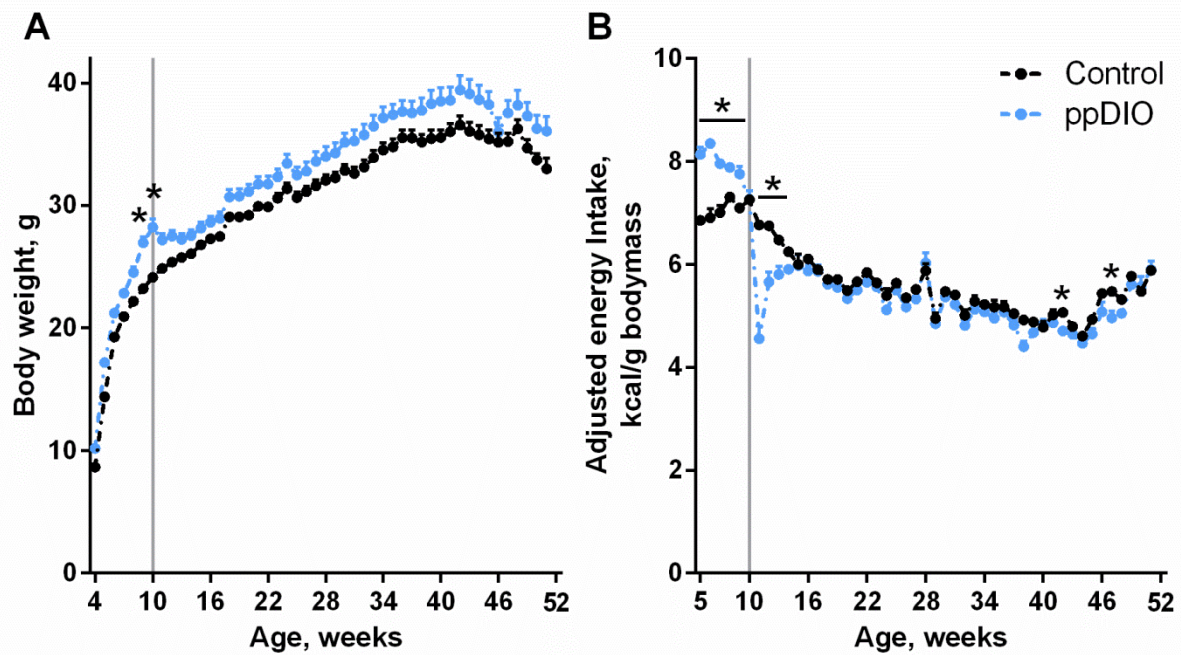 A
Body weight, g
40
30
20
10
0
4 10 16 22 28 34 40 46 52
Age, weeks
*
*
B
Adjusted energy Intake,
kcal/g bodymass
10
8
6
4
2
0
5 10 16 22 28 34 40 46 52
Age, weeks
*
*
*
*
Control
ppDIO